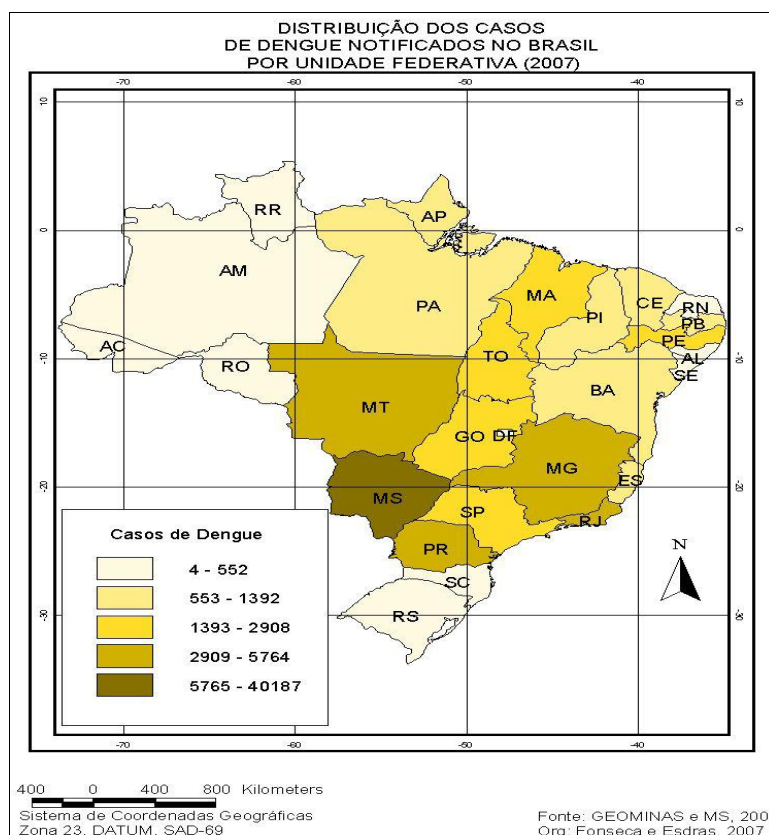 DISTRIBUIÇÃO DOS CASOS
DE DENGUE NOTIFICADOS NO BRASIL
POR UNIDADE FEDERATIVA (2007)
-70 -60 -50 -40
10 10
0 0
-10 -10
-20 -20
-30 -30
RR
AP
AM
PA
MA
CE
RN
PB
PI
PE
AL
SE
AC
RO
TO
BA
MT
GO DF
MG
ES
MS
SP
RJ
PR
SC
RS
N
Casos de Dengue
4 - 552
553 - 1392
1393 - 2908
2909 - 5764
5765 - 40187
-70 -60 -50 -40
400 0 400 800 Kilometers
Sistema de Coordenadas Geográficas
Zona 23, DATUM, SAD-69
Fonte: GEOMINAS e MS, 200
Org: Fonseca e Esdras, 2007